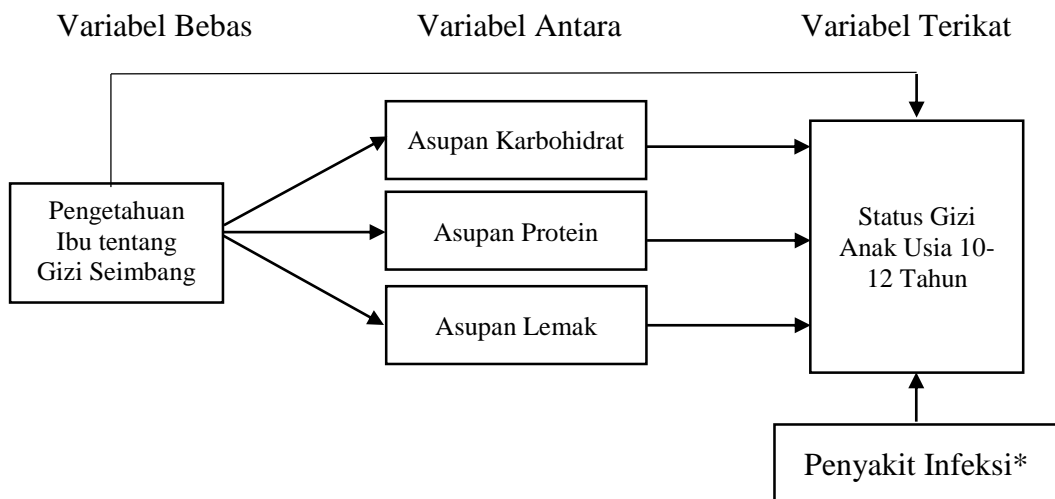 Variabel Bebas
Variabel Antara
Variabel Terikat
Asupan Karbohidrat
Pengetahuan
Ibu tentang
Gizi Seimbang
Asupan Protein
Status Gizi
Anak Usia 10-
12 Tahun
Asupan Lemak
Penyakit Infeksi*